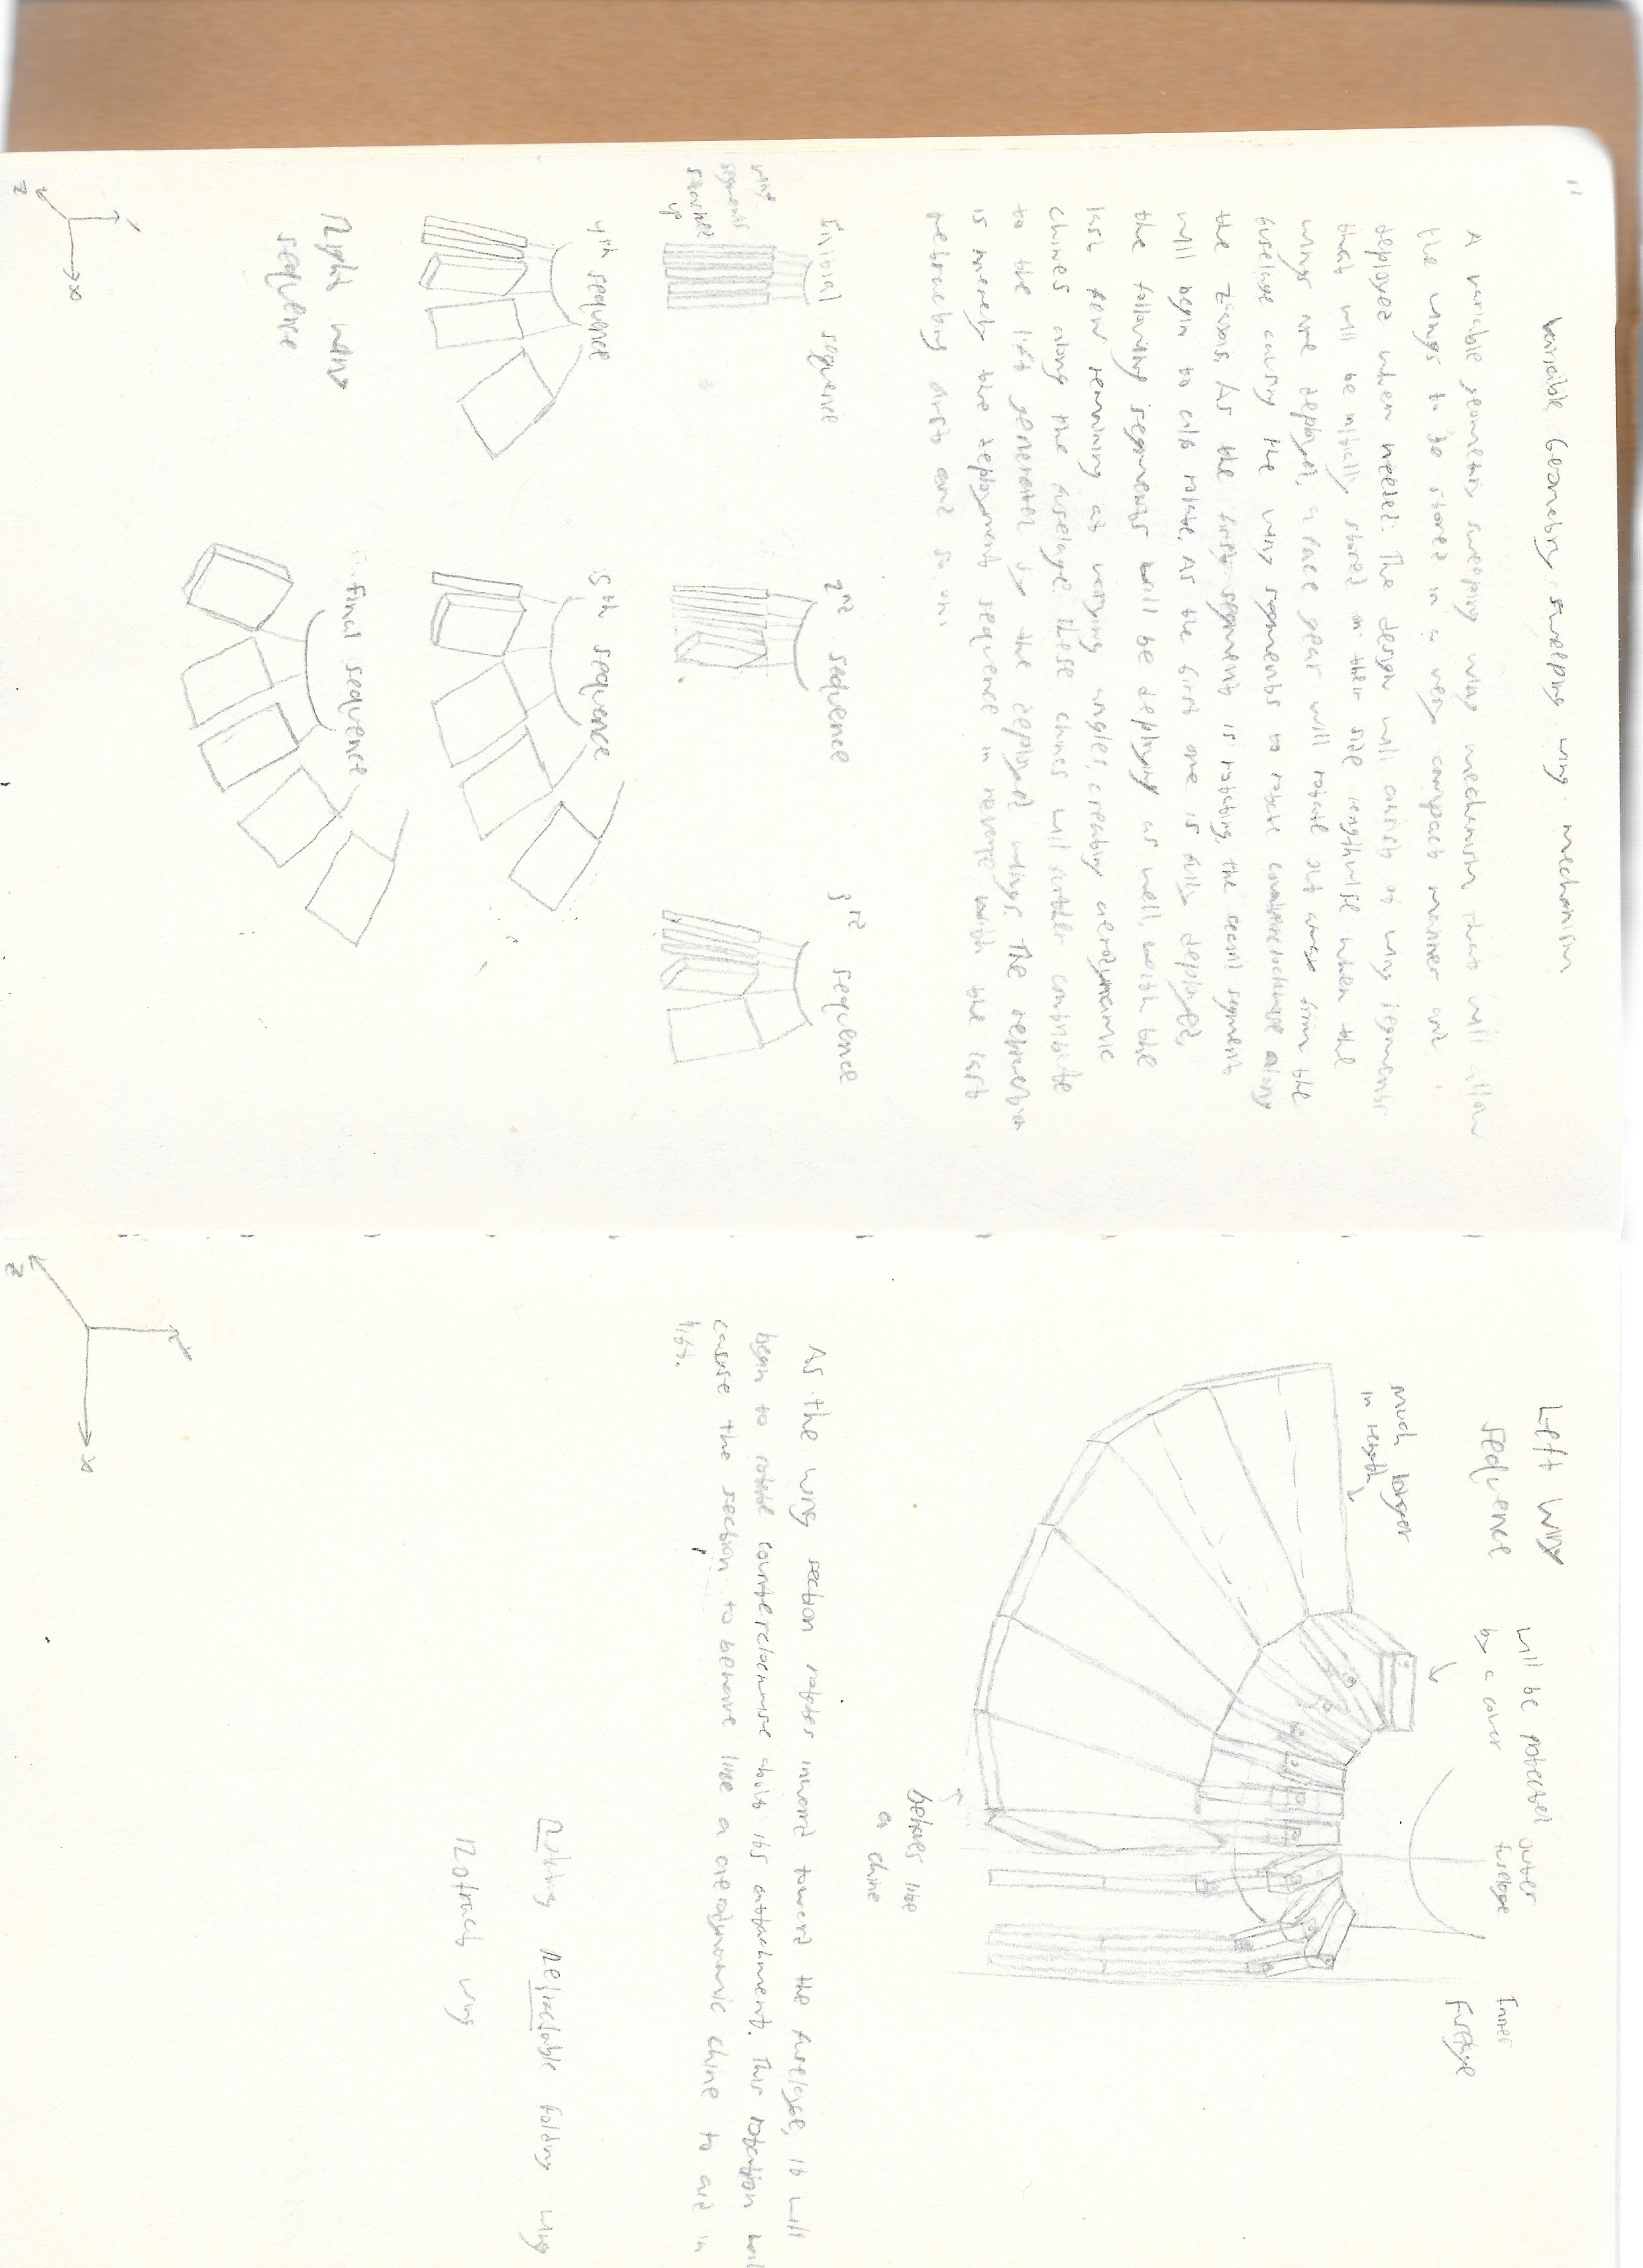 11
Variable Geometry sweeping wing mechanism
A variable geometry sweeping wing mechanism that will allow
the wings to be stored in a very compact manner and
deployed when needed. The design will consist of wing segments
that will be initially stored on their side lengthwise when the
wings are deployed, a face gear will rotate out away from the
fuselage causing the wing segments to rotate counterclockwise along
the z-axis. As the first segment is rotating, the second segment
will begin to also rotate. As the first one is fully deployed,
the following segments will be deploying as well, with the
last few remaining at varying angles, creating aerodynamic
chines along the fuselage. These chines will further contribute
to the lift generated by the deployed wings. The retraction
is merely the deployment sequence in reverse with the last
retracting first and so on.
Initial sequence
2nd sequence
3rd sequence
wing
segments
stacked
up
4th sequence
5th sequence
Right wing
sequence
final sequence
y
x
z
Left Wing
sequence
will be protected
by a cover
outer
fuselage
Inner
Fuselage
much longer
in length
behaves like
a chine
As the wing section rotates inward toward the fuselage, it will
begin to rotate counterclockwise about its attachment. This rotation will
cause the section to behave like a aerodynamic chine to aid in
lift.
Rotating Retractable Folding wing
Rotract wing
y
x
z